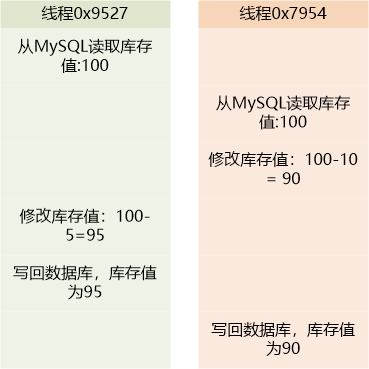 线程0x9527
从MySQL读取库存
值:100
修改库存值：100-
5=95
写回数据库，库存值
为95
线程0x7954
从MySQL读取库存
值:100
修改库存值：100-10
= 90
写回数据库，库存值
为90